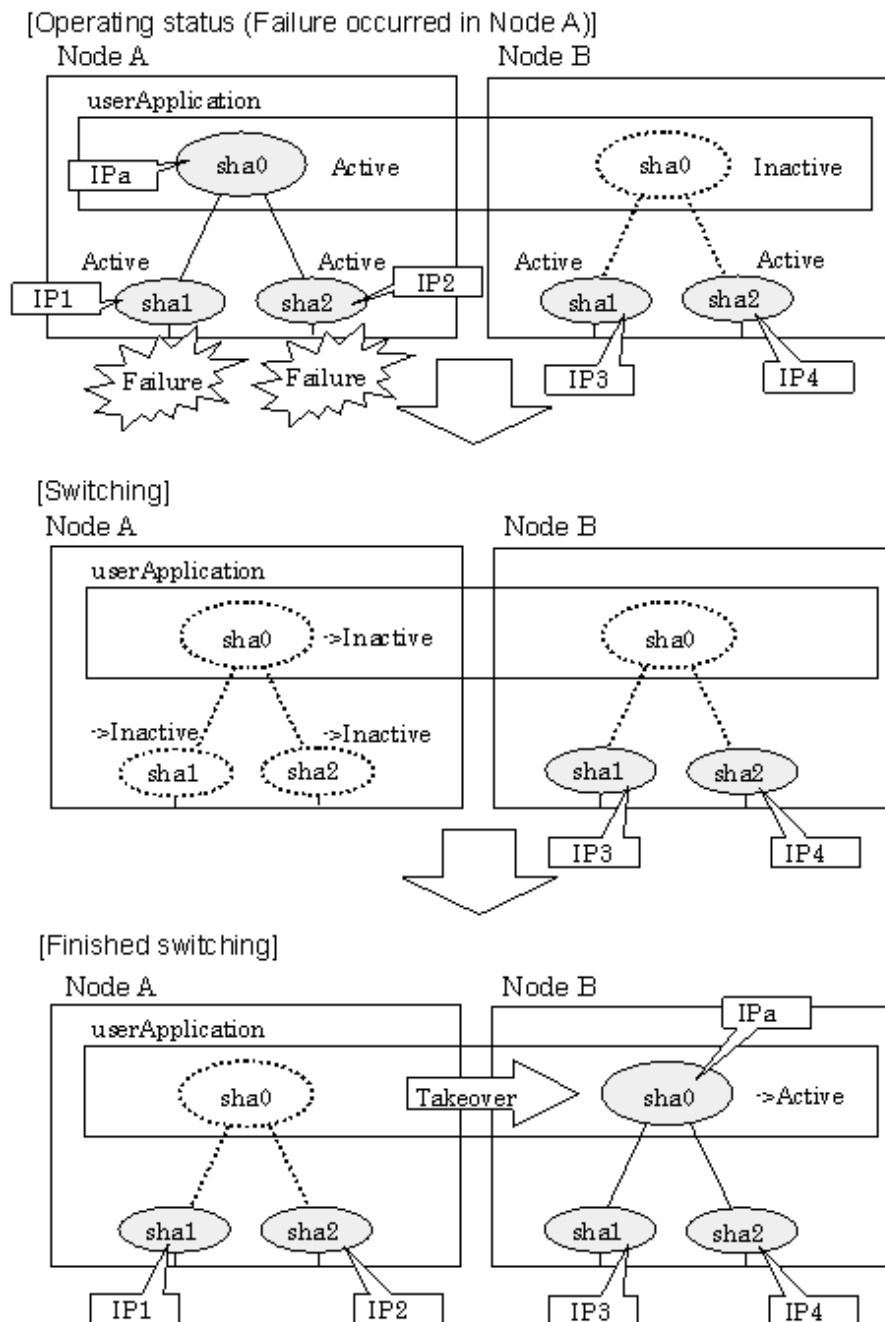 [Operating status (Failure occurred in Node A)]
Node A
Node B
userApplication
sha0
Active
IPa
sha0
Inactive
Active
Active
IP1
sha1
sha2
IP2
Active
Active
sha1
sha2
Failure
Failure
IP3
IP4
[Switching]
Node A
Node B
userApplication
sha0
->Inactive
sha0
->Inactive
->Inactive
sha1
sha2
sha1
sha2
IP3
IP4
[Finished switching]
Node A
Node B
IPa
userApplication
sha0
Takeover
sha0
->Active
sha1
sha2
sha1
sha2
IP1
IP2
IP3
IP4